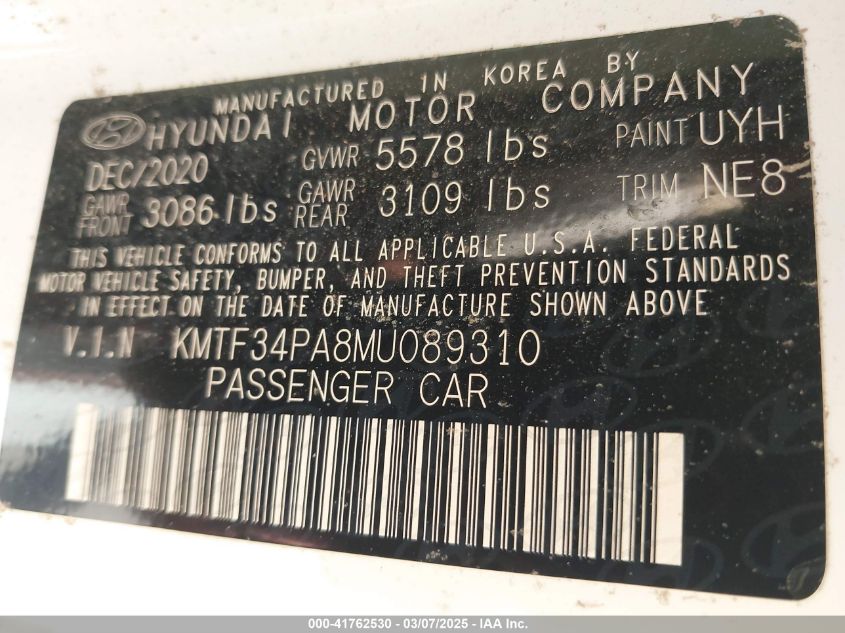 MANUFACTURED IN KOREA BY
HYUNDAI MOTOR COMPANY
DEC/2020 GVWR 5578 lbs PAINT UYH
GAWR FRONT 3086 lbs GAWR REAR 3109 lbs TRIM NE8
THIS VEHICLE CONFORMS TO ALL APPLICABLE U.S.A. FEDERAL
MOTOR VEHICLE SAFETY, BUMPER, AND THEFT PREVENTION STANDARDS
IN EFFECT ON THE DATE OF MANUFACTURE SHOWN ABOVE
V.I.N KMTF34PA8MU089310
PASSENGER CAR
000-41762530 - 03/07/2025 - IAA Inc.